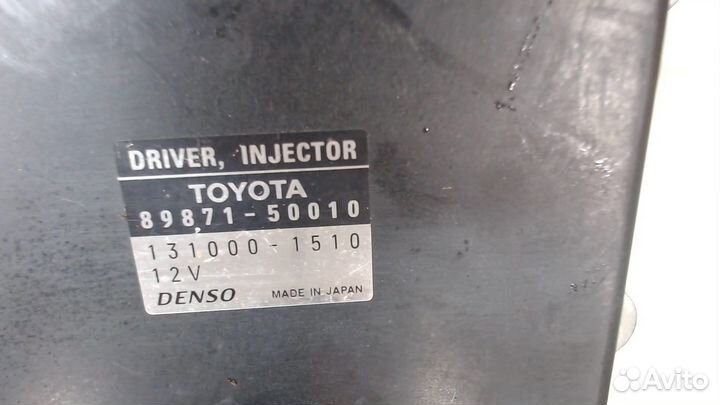 DRIVER, INJECTOR
TOYOTA
89871-50010
131000-1510
12V
DENSO MADE IN JAPAN
Avito